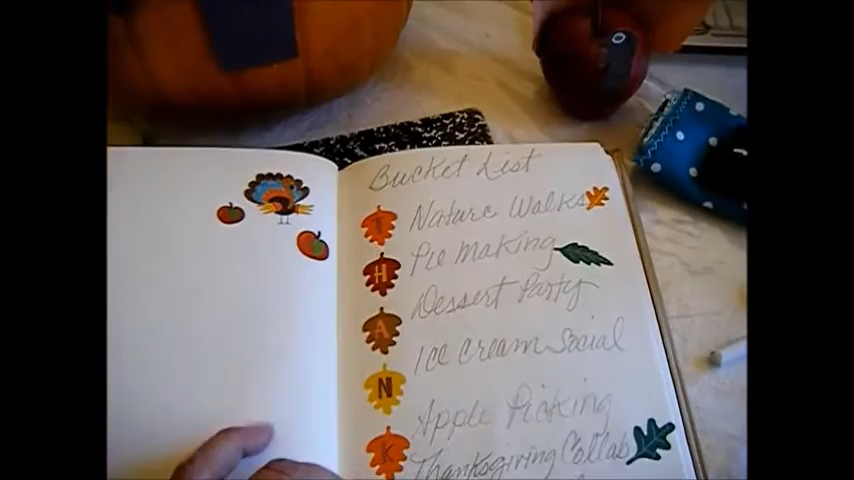 Bucket List
T Nature Walks
H Pie Making
Dessert Party
A Ice Cream Social
N Apple Picking
K Thanksgiving Collab